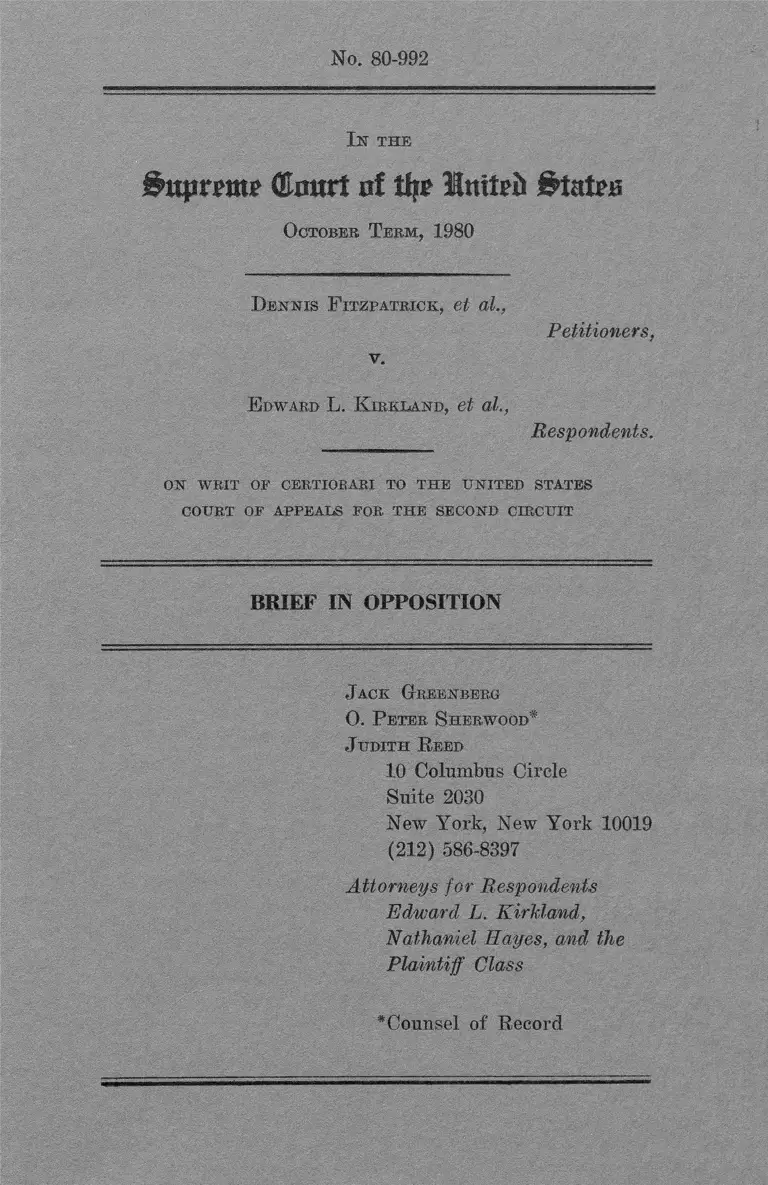 No. 80-992
IN THE
Supreme Court of the United States
OCTOBER TERM, 1980
DENNIS FITZPATRICK, et al.,
Petitioners,
v.
EDWARD L. KIRKLAND, et al.,
Respondents.
ON WRIT OF CERTIORARI TO THE UNITED STATES
COURT OF APPEALS FOR THE SECOND CIRCUIT
BRIEF IN OPPOSITION
JACK GREENBERG
O. PETER SHERWOOD*
JUDITH REED
10 Columbus Circle
Suite 2030
New York, New York 10019
(212) 586-8397
Attorneys for Respondents
Edward L. Kirkland,
Nathaniel Hayes, and the
Plaintiff Class
*Counsel of Record